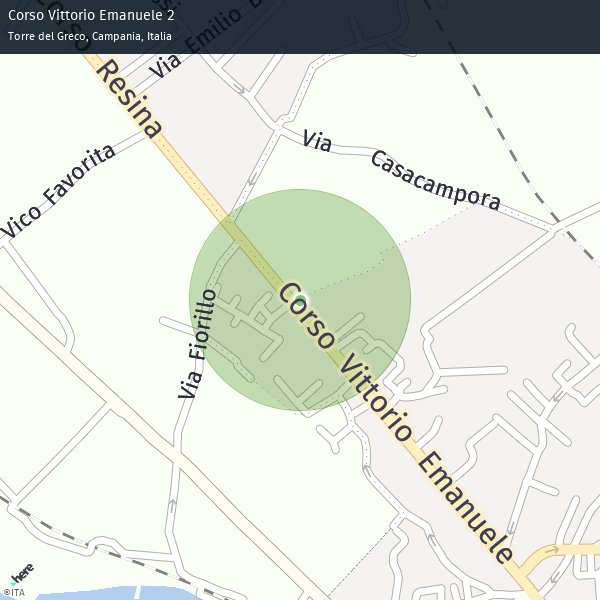 Corso Vittorio Emanuele 2
Torre del Greco, Campania, Italia
Corso Resina
Via Emilio
Via Casacampora
Vico Favorita
Via Fiorillo
Corso Vittorio Emanuele
here
©ITA